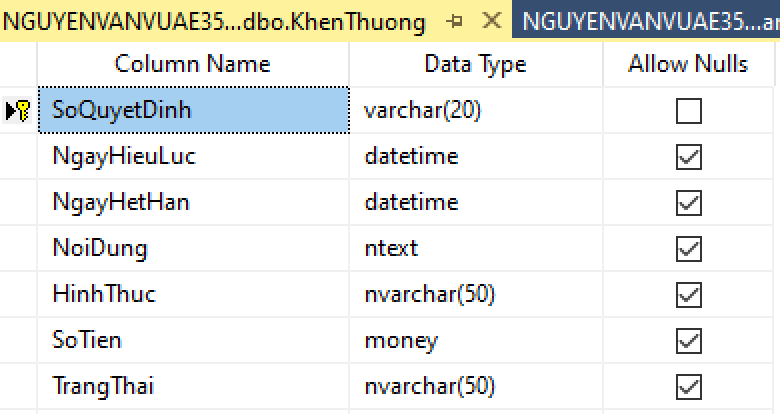 NGUYENVANVUAE35...dbo.KhenThuong NGUYENVANVUAE35...
Column Name Data Type Allow Nulls
SoQuyetDinh varchar(20)
NgayHieuLuc datetime
NgayHetHan datetime
NoiDung ntext
HinhThuc nvarchar(50)
SoTien money
TrangThai nvarchar(50)